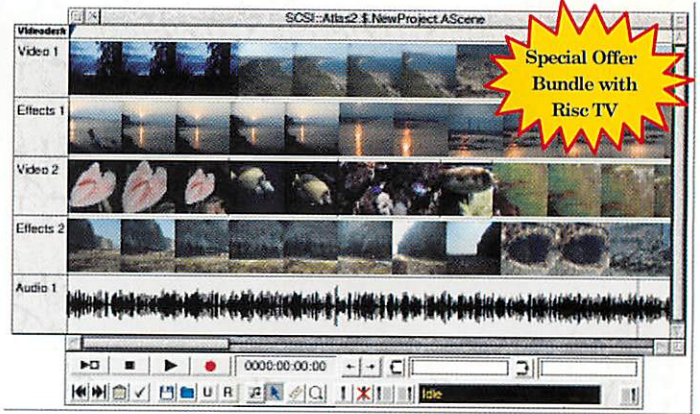 SCSI::Atlas2.$.NewProject.AScene
Videodesk
Special Offer
Bundle with
Risc TV
Video 1
Effects 1
Video 2
Effects 2
Audio 1
0000:00:00:00
U R
Idle